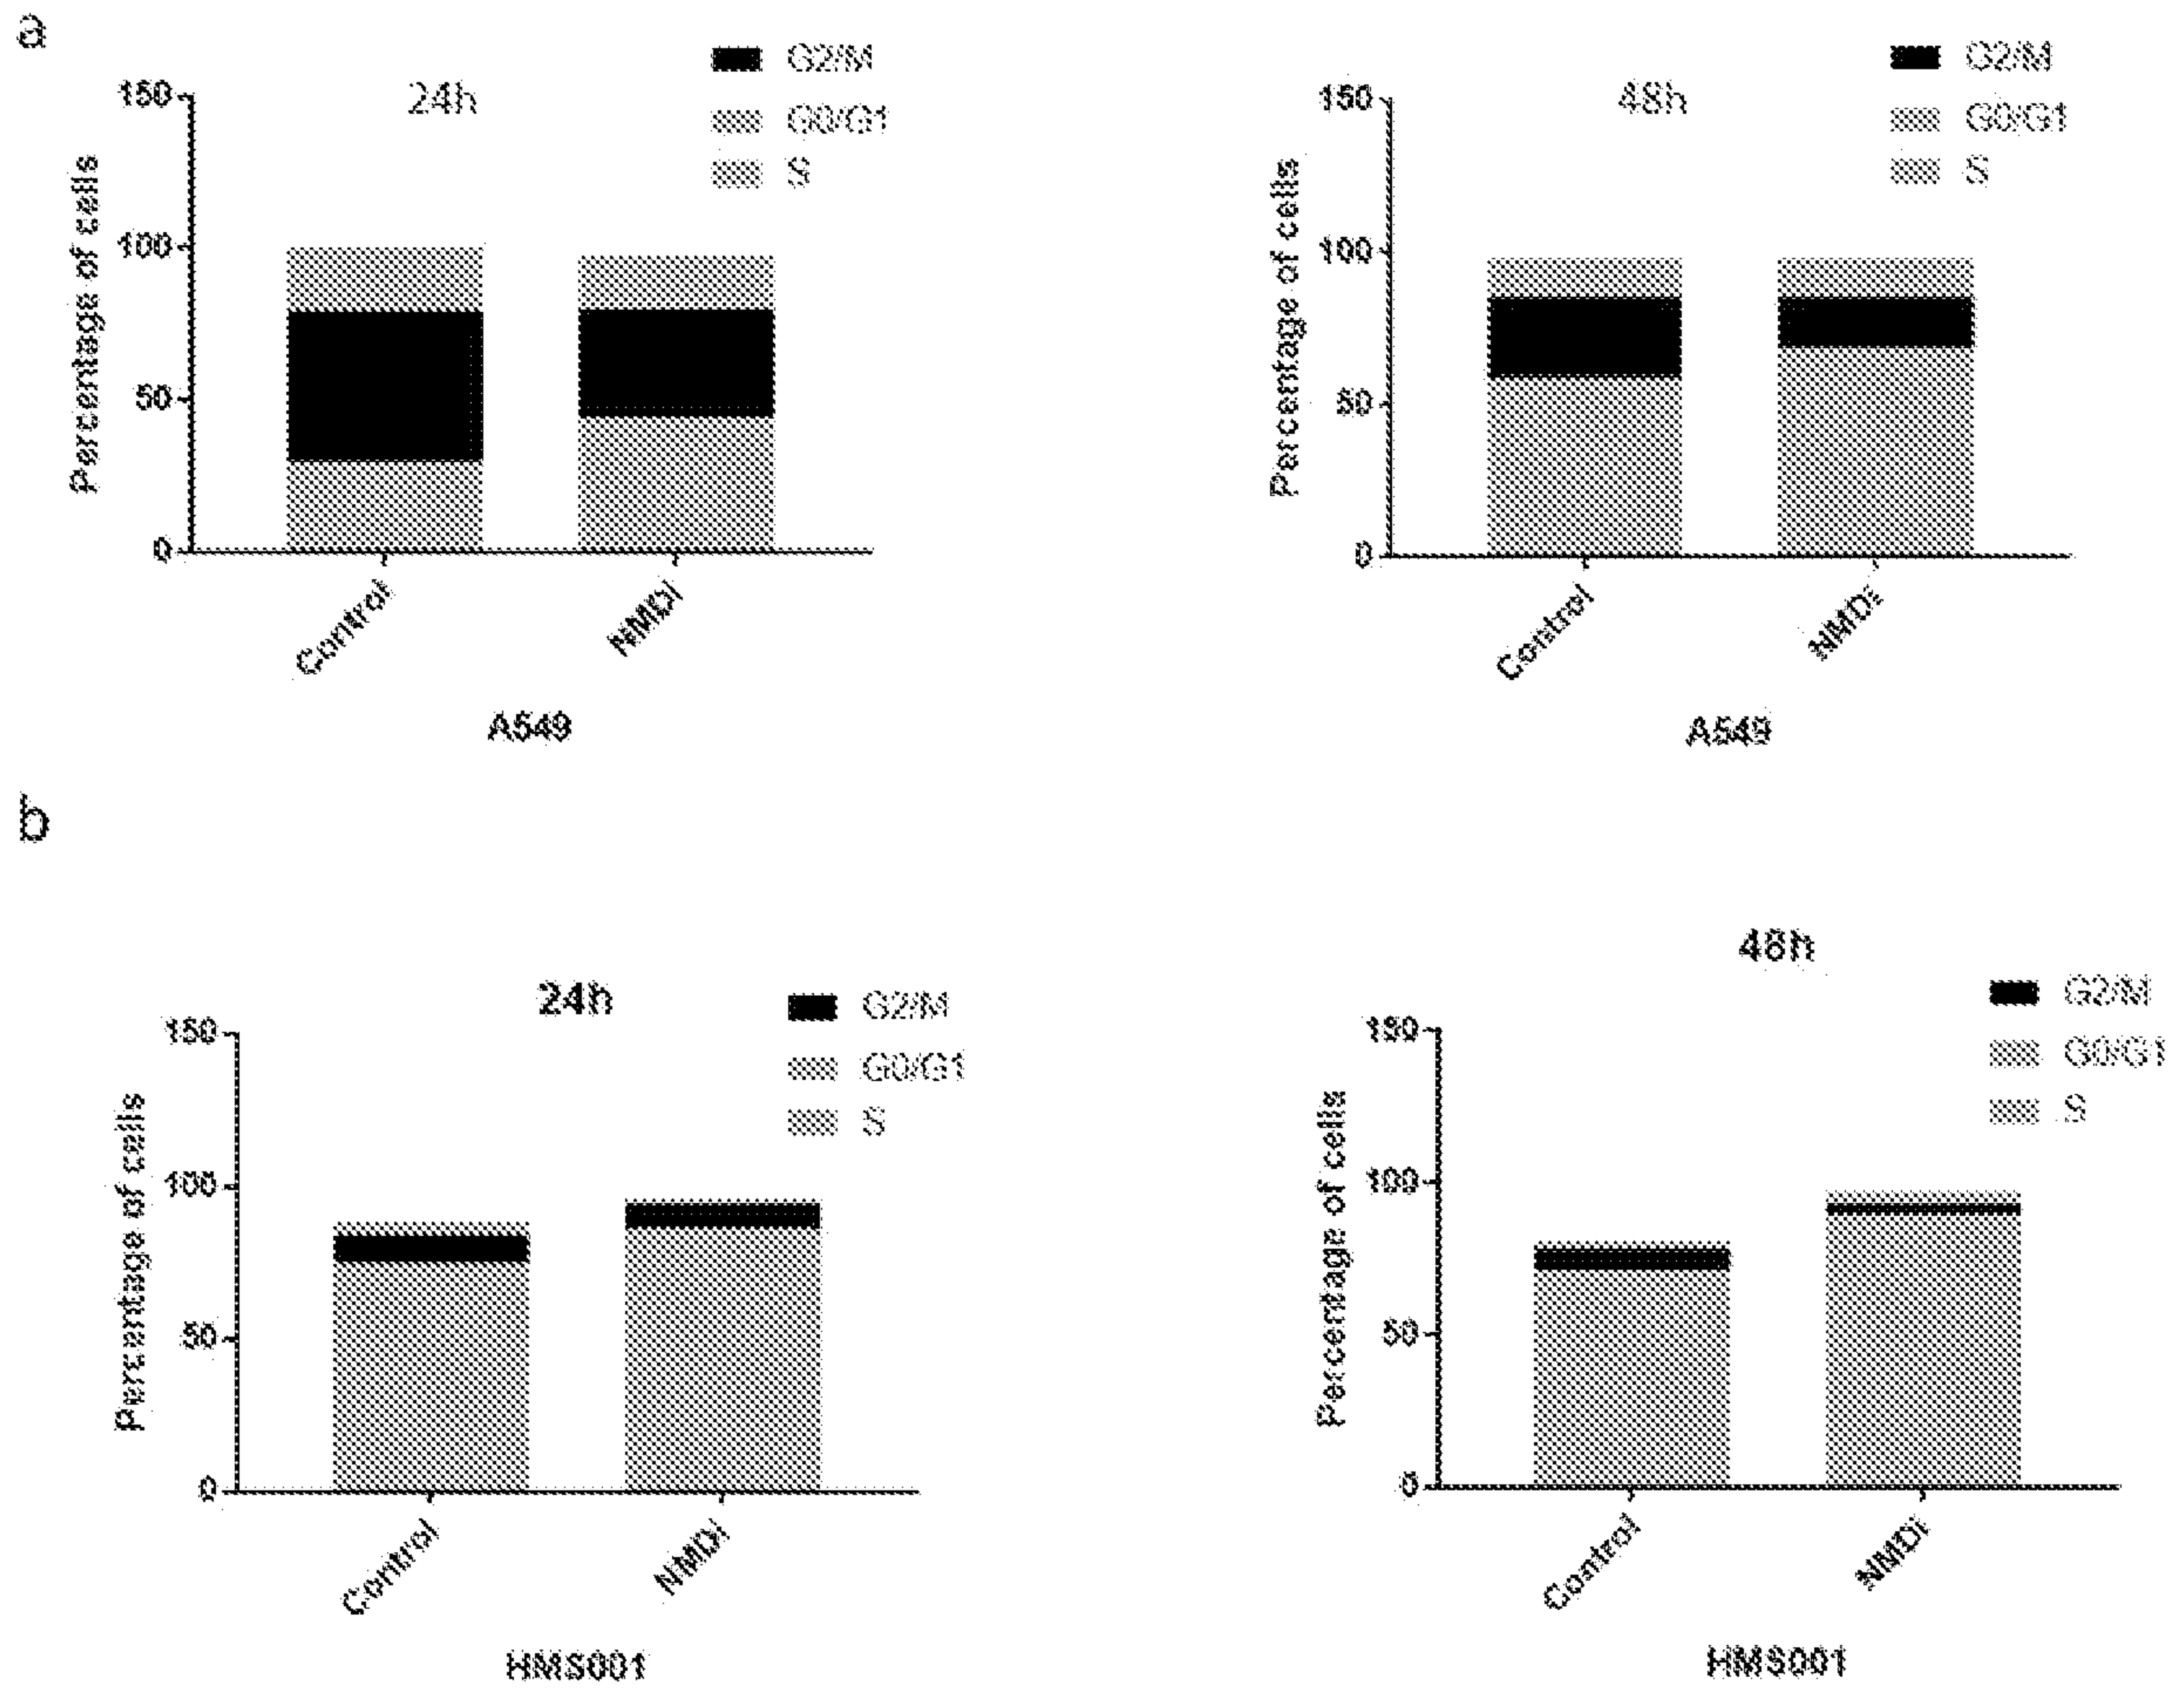 a
24h
G2/M
G0/G1
S
150
100
50
0
Percentage of cells
Control
NMDI
A549
48h
G2/M
G0/G1
S
150
100
50
0
Percentage of cells
Control
NMDi
A549
b
24h
G2/M
G0/G1
S
150
100
50
0
Percentage of cells
Control
NMDi
HMS001
48h
G2/M
G0/G1
S
150
100
50
0
Percentage of cells
Control
NMDi
HMS001